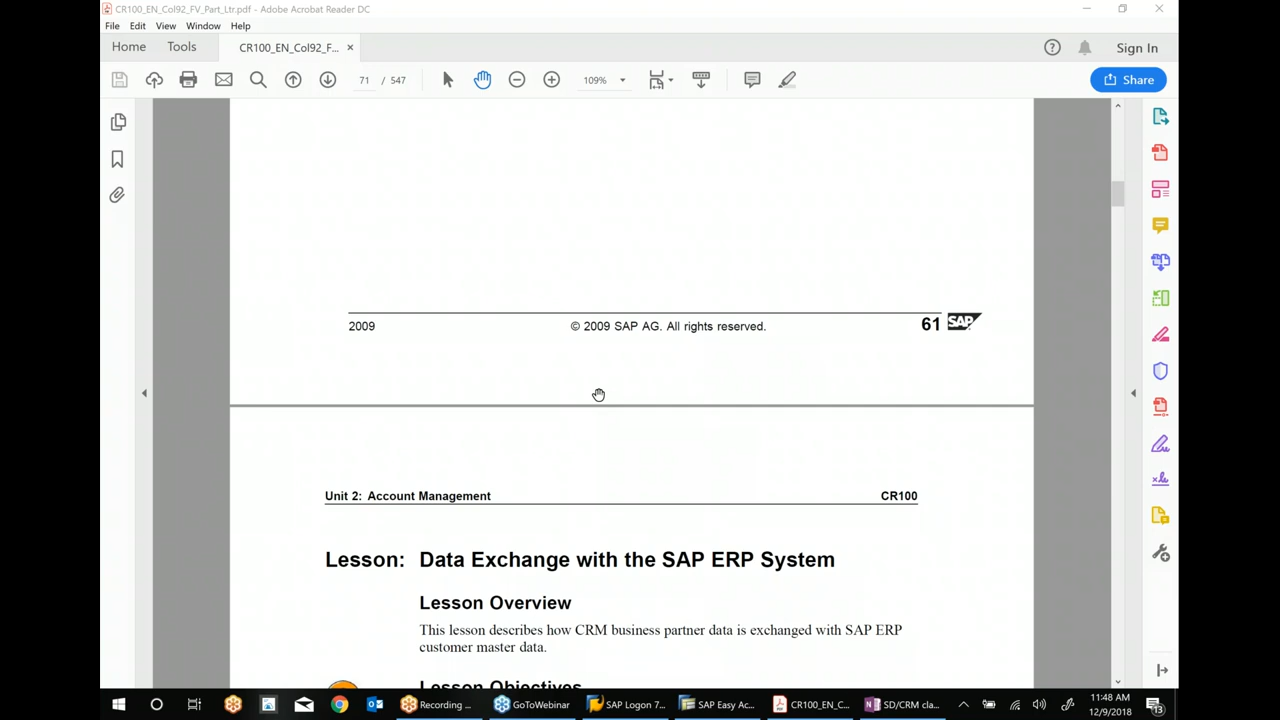 CR100_EN_Col92_FV_Part_Ltr.pdf - Adobe Acrobat Reader DC
File Edit View Window Help
Home Tools CR100_EN_Col92_F... × Sign In
71 / 547 109% Share
2009 © 2009 SAP AG. All rights reserved. 61 SAP
Unit 2: Account Management CR100
Lesson: Data Exchange with the SAP ERP System
Lesson Overview
This lesson describes how CRM business partner data is exchanged with SAP ERP
customer master data.
Lesson Objectives
Recording ... GoToWebinar SAP Logon 7... SAP Easy Ac... CR100_EN_C... SD/CRM cla... 11:48 AM
12/9/2018 13